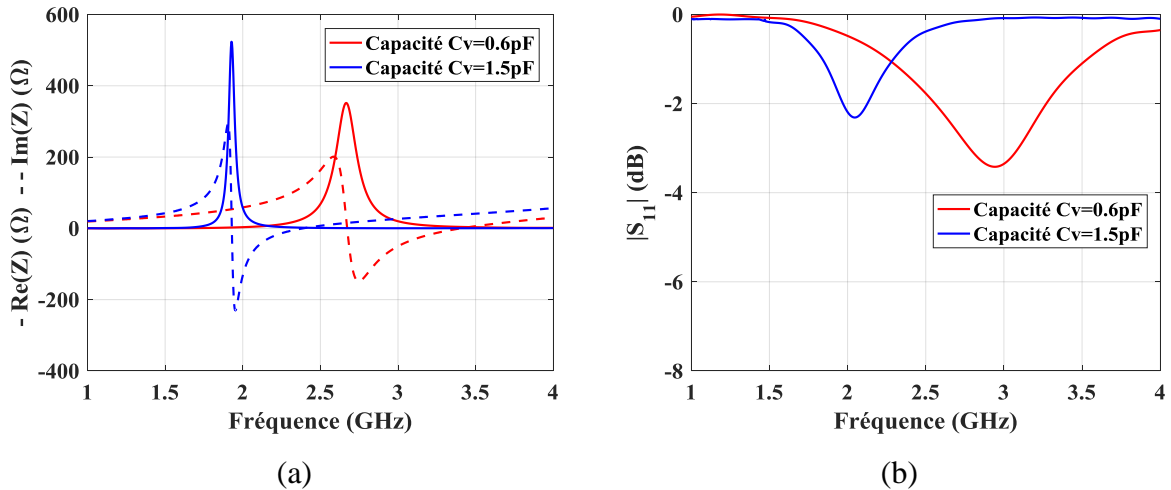 600
400
200
0
-200
-400
1
1.5
2
2.5
3
3.5
4
- Re(Z) (Ω) - - Im(Z) (Ω)
Fréquence (GHz)
Capacité Cv=0.6pF
Capacité Cv=1.5pF
(a)
0
-2
-4
-6
-8
1
1.5
2
2.5
3
3.5
4
|S11| (dB)
Fréquence (GHz)
Capacité Cv=0.6pF
Capacité Cv=1.5pF
(b)